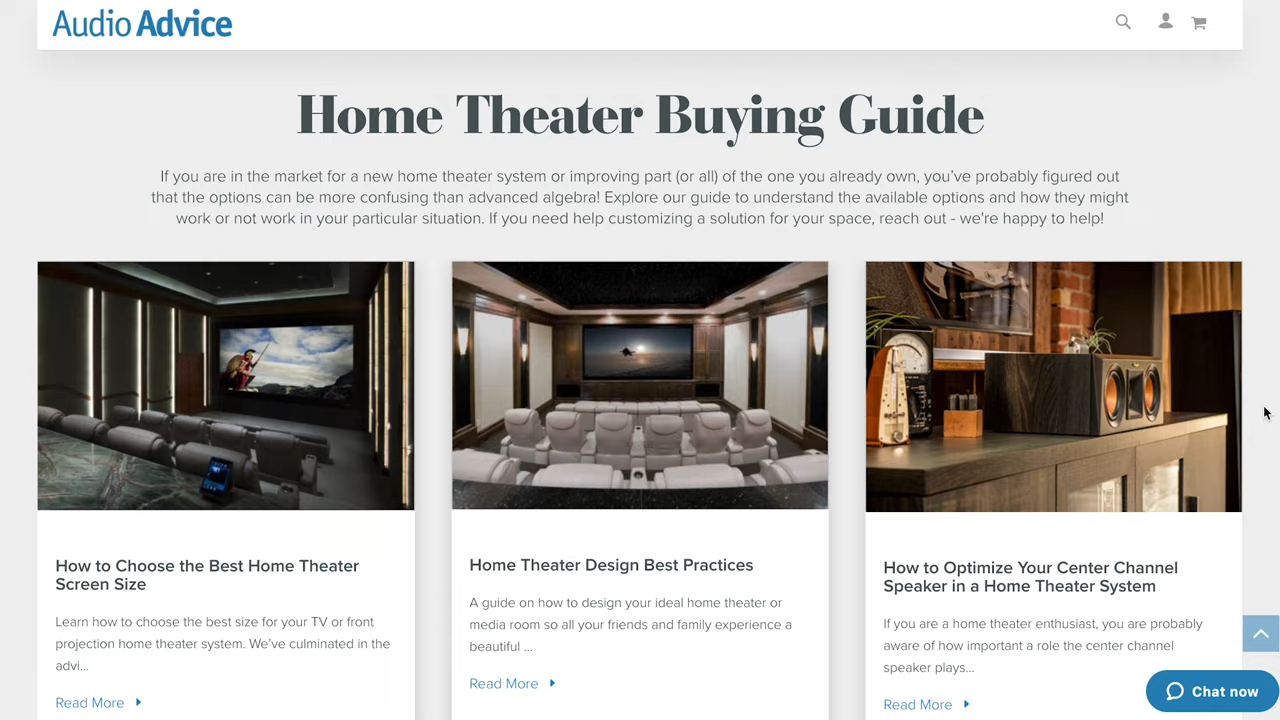 Audio Advice
Home Theater Buying Guide
If you are in the market for a new home theater system or improving part (or all) of the one you already own, you've probably figured out
that the options can be more confusing than advanced algebra! Explore our guide to understand the available options and how they might
work or not work in your particular situation. If you need help customizing a solution for your space, reach out - we're happy to help!
How to Choose the Best Home Theater
Screen Size
Learn how to choose the best size for your TV or front
projection home theater system. We've culminated in the
advi...
Read More
Home Theater Design Best Practices
A guide on how to design your ideal home theater or
media room so all your friends and family experience a
beautiful ...
Read More
How to Optimize Your Center Channel
Speaker in a Home Theater System
If you are a home theater enthusiast, you are probably
aware of how important a role the center channel
speaker plays...
Read More
Chat now